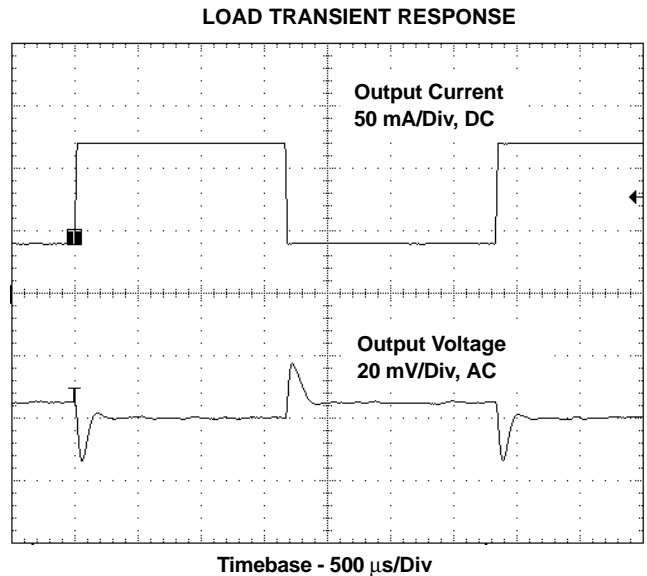 LOAD TRANSIENT RESPONSE
Output Current
50 mA/Div, DC
Output Voltage
20 mV/Div, AC
T
Timebase - 500 μs/Div